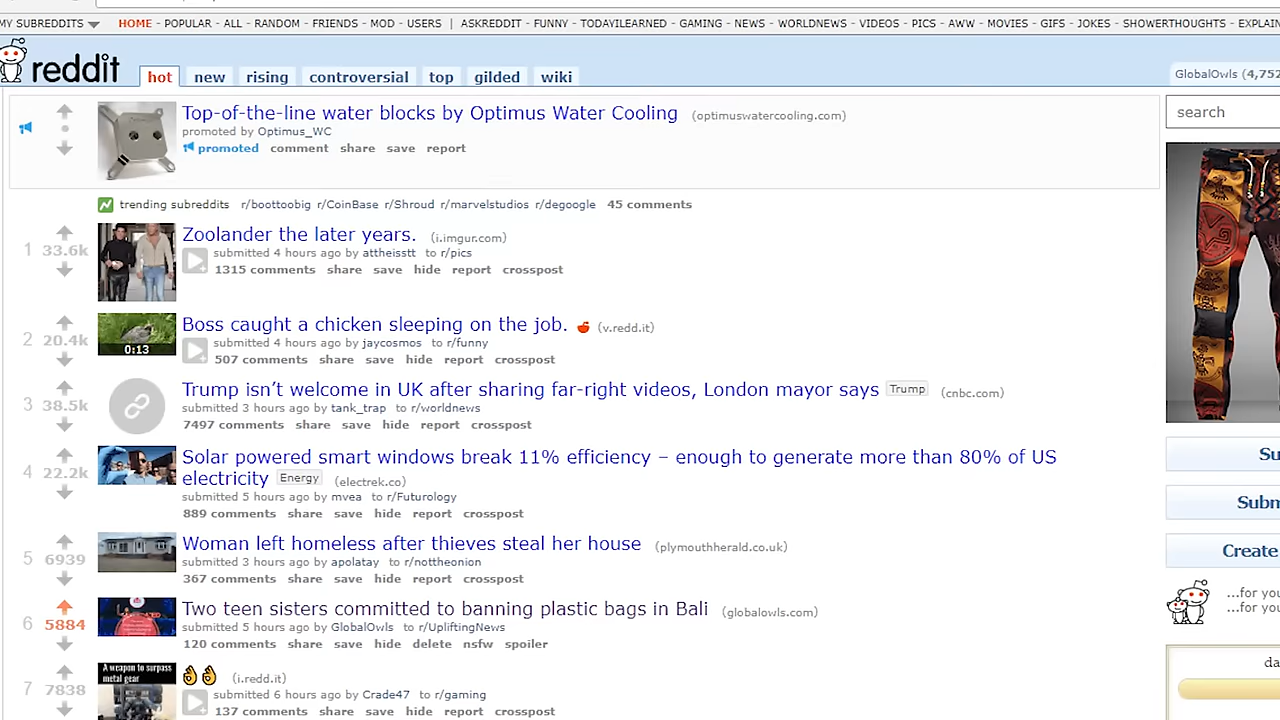 MY SUBREDDITS HOME - POPULAR - ALL - RANDOM - FRIENDS - MOD - USERS | ASKREDDIT - FUNNY - TODAYILEARNED - GAMING - NEWS - WORLDNEWS - VIDEOS - PICS - AWW - MOVIES - GIFS - JOKES - SHOWERTHOUGHTS - EXPLAIN
reddit hot new rising controversial top gilded wiki
GlobalOwls (4,752
search
Top-of-the-line water blocks by Optimus Water Cooling (optimuswatercooling.com)
promoted by Optimus_WC
promoted comment share save report
trending subreddits r/boottoobig r/CoinBase r/Shroud r/marvelstudios r/degoogle 45 comments
1 33.6k Zoolander the later years. (i.imgur.com)
submitted 4 hours ago by attheisstt to r/pics
1315 comments share save hide report crosspost
2 20.4k Boss caught a chicken sleeping on the job. (v.redd.it)
0:13
submitted 4 hours ago by jaycosmos to r/funny
507 comments share save hide report crosspost
3 38.5k Trump isn't welcome in UK after sharing far-right videos, London mayor says Trump (cnbc.com)
submitted 3 hours ago by tank_trap to r/worldnews
7497 comments share save hide report crosspost
4 22.2k Solar powered smart windows break 11% efficiency – enough to generate more than 80% of US
electricity Energy (electrek.co)
submitted 5 hours ago by mvea to r/Futurology
889 comments share save hide report crosspost
5 6939 Woman left homeless after thieves steal her house (plymouthherald.co.uk)
submitted 3 hours ago by apolatay to r/nottheonion
367 comments share save hide report crosspost
6 5884 Two teen sisters committed to banning plastic bags in Bali (globalowls.com)
submitted 5 hours ago by GlobalOwls to r/UpliftingNews
120 comments share save hide delete nsfw spoiler
A weapon to surpass
metal gear
7 7838 👌👌 (i.redd.it)
submitted 6 hours ago by Crade47 to r/gaming
137 comments share save hide report crosspost
Su
Subm
Create
...for you
...for you
da